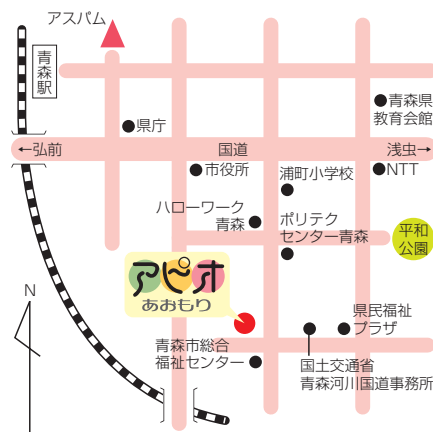 アスパム
青森駅
青森県
教育会館
県庁
←弘前
国道
浅虫→
市役所
NTT
浦町小学校
ハローワーク
青森
ポリテク
センター青森
平和
公園
アピオ
あおもり
N
県民福祉
プラザ
青森市総合
福祉センター
国土交通省
青森河川国道事務所